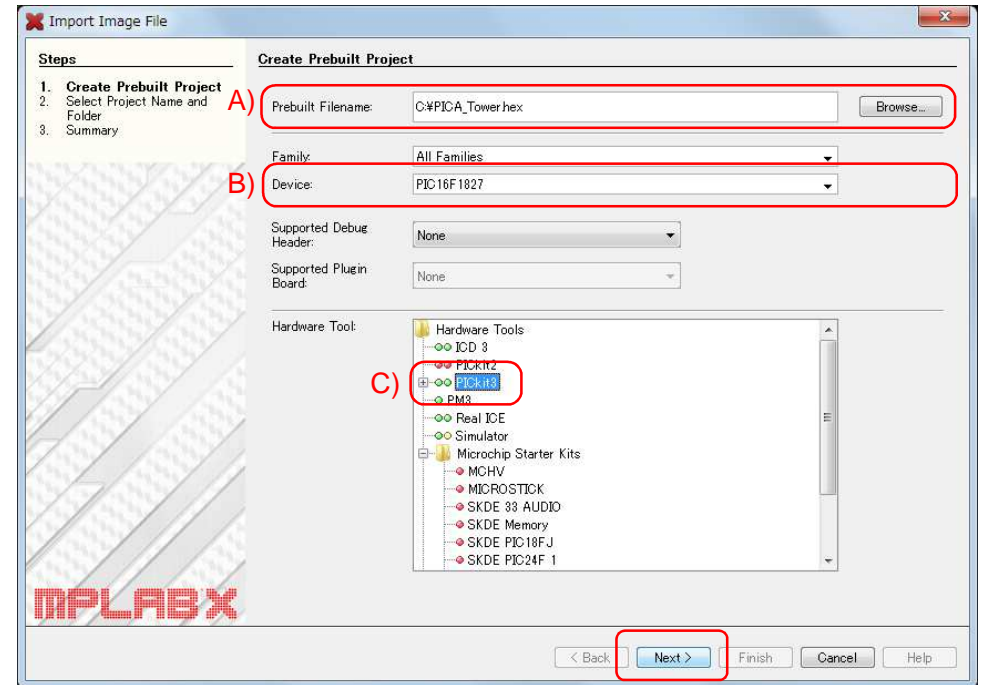 Import Image File
Steps
1. Create Prebuilt Project
2. Select Project Name and
Folder
3. Summary
Create Prebuilt Project
A)
Prebuilt Filename: C:¥PICA_Tower.hex Browse...
Family: All Families
B)
Device: PIC16F1827
Supported Debug
Header: None
Supported Plugin
Board: None
Hardware Tool:
Hardware Tools
ICD 3
PICkit2
C)
PICkit3
PM3
Real ICE
Simulator
Microchip Starter Kits
MCHV
MICROSTICK
SKDE 33 AUDIO
SKDE Memory
SKDE PIC18FJ
SKDE PIC24F 1
MPLAB X
< Back Next > Finish Cancel Help